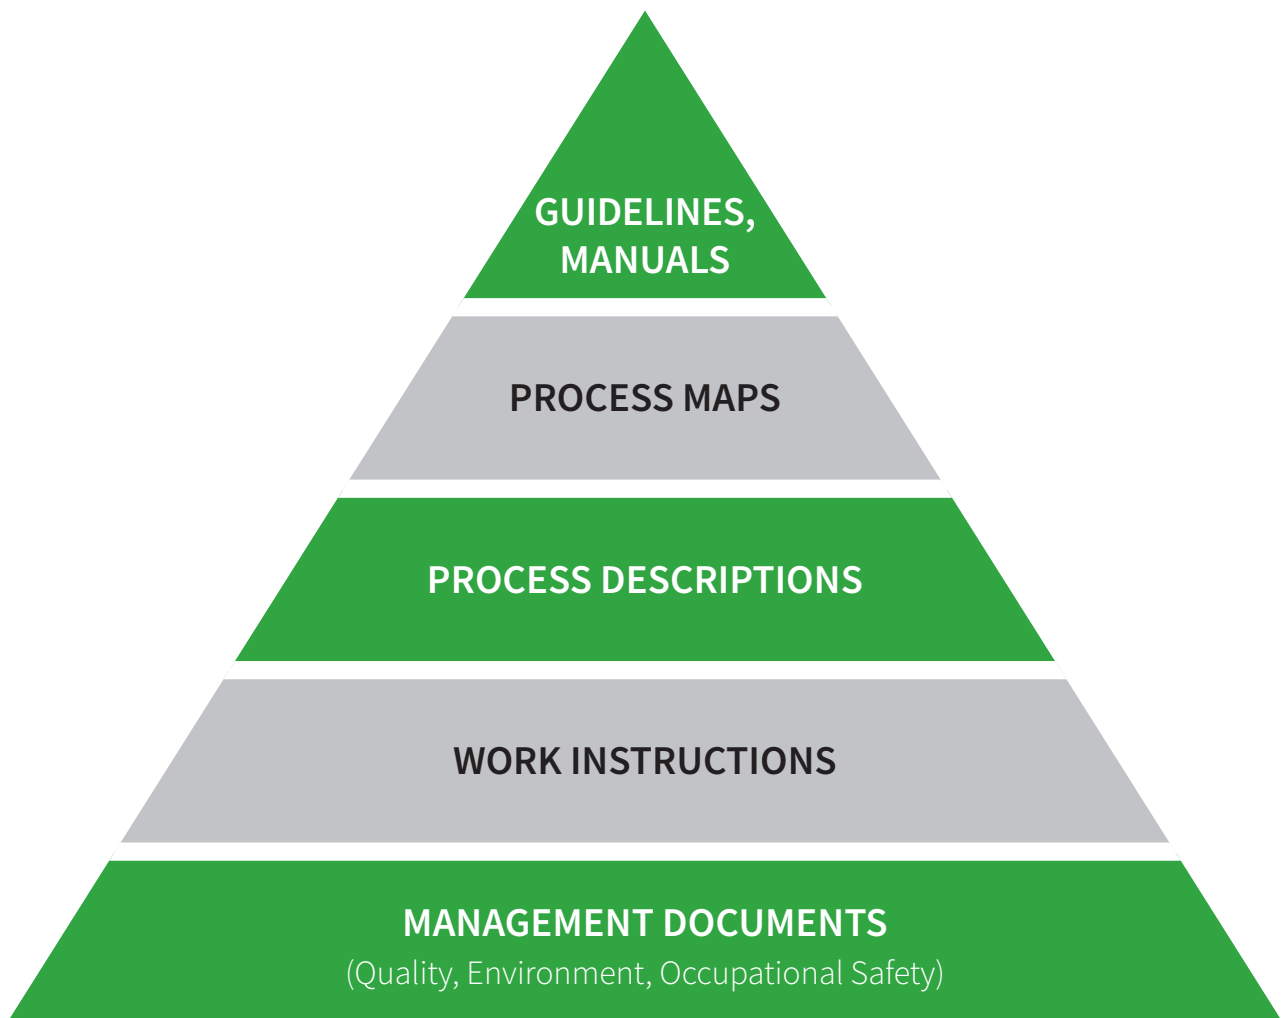 GUIDELINES,
MANUALS
PROCESS MAPS
PROCESS DESCRIPTIONS
WORK INSTRUCTIONS
MANAGEMENT DOCUMENTS
(Quality, Environment, Occupational Safety)